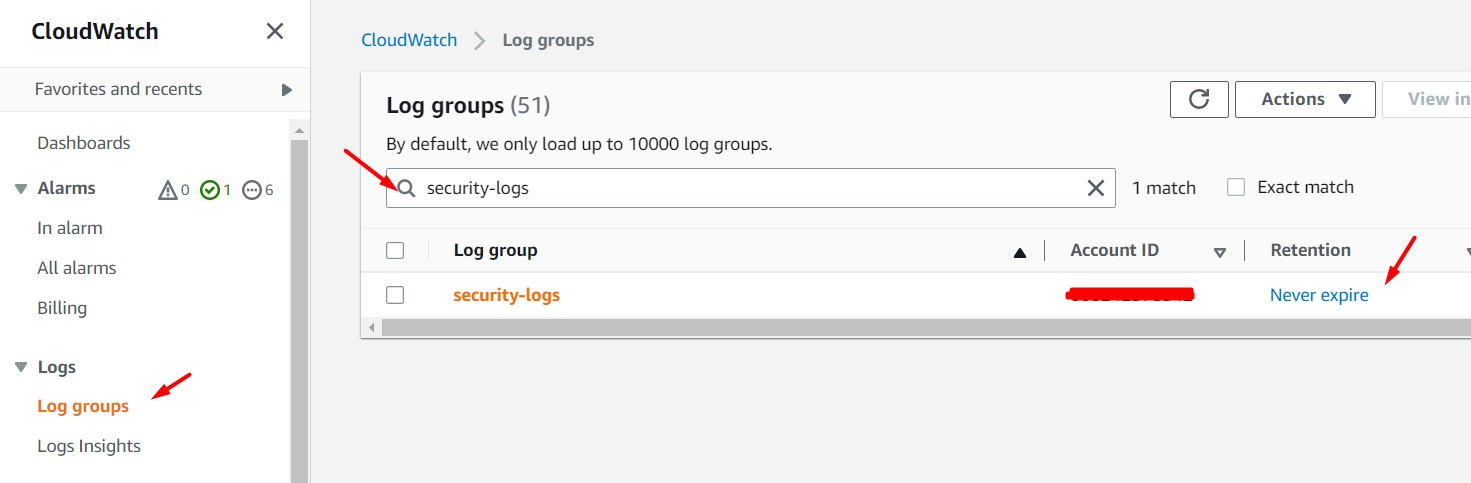 CloudWatch
Favorites and recents
Dashboards
Alarms 0 1 6
In alarm
All alarms
Billing
Logs
Log groups
Logs Insights
CloudWatch Log groups
Log groups (51)
Actions
View in
By default, we only load up to 10000 log groups.
security-logs
1 match
Exact match
Log group Account ID Retention
security-logs Never expire